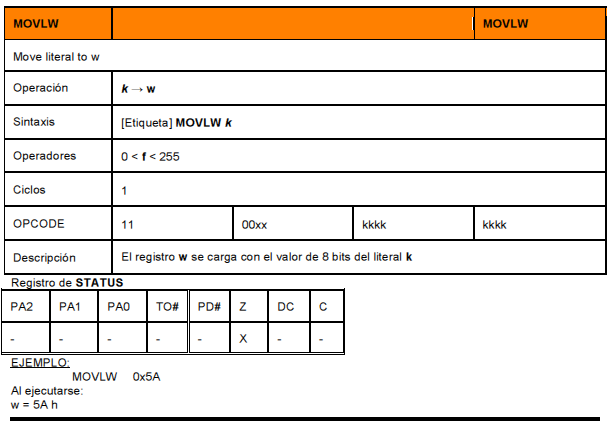 MOVLW MOVLW
Move literal to w
Operación k → w
Sintaxis [Etiqueta] MOVLW k
Operadores 0 < f < 255
Ciclos 1
OPCODE 11 00xx kkkk kkkk
Descripción El registro w se carga con el valor de 8 bits del literal k
Registro de STATUS
PA2 PA1 PA0 TO# PD# Z DC C
- - - - - X - -
EJEMPLO:
MOVLW 0x5A
Al ejecutarse:
w = 5A h